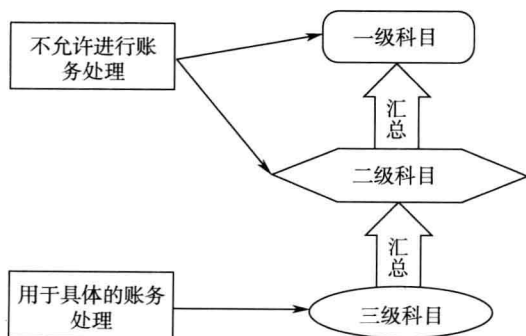 不允许进行账
务处理
一级科目
汇
总
二级科目
汇
总
用于具体的账务
处理
三级科目